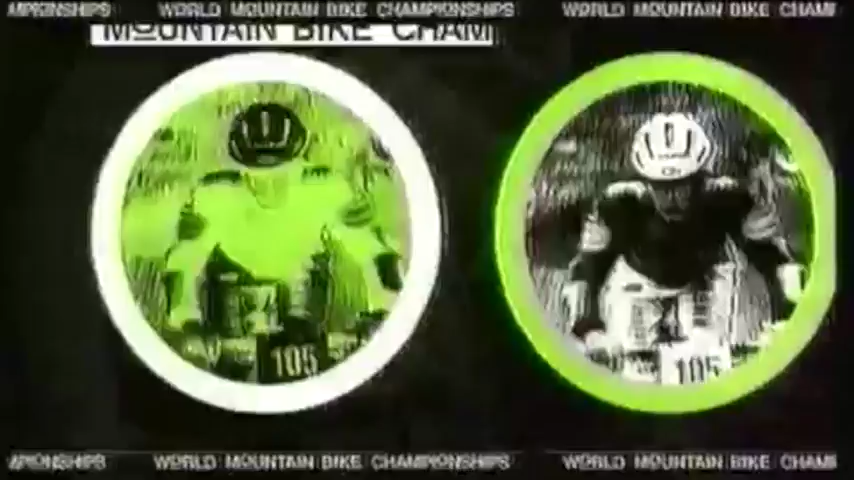 MPIONSHIPS WORLD MOUNTAIN BIKE CHAMPIONSHIPS WORLD MOUNTAIN BIKE CHAMP
MOUNTAIN BIKE CHAM
105
105
MPIONSHIPS WORLD MOUNTAIN BIKE CHAMPIONSHIPS WORLD MOUNTAIN BIKE CHAM